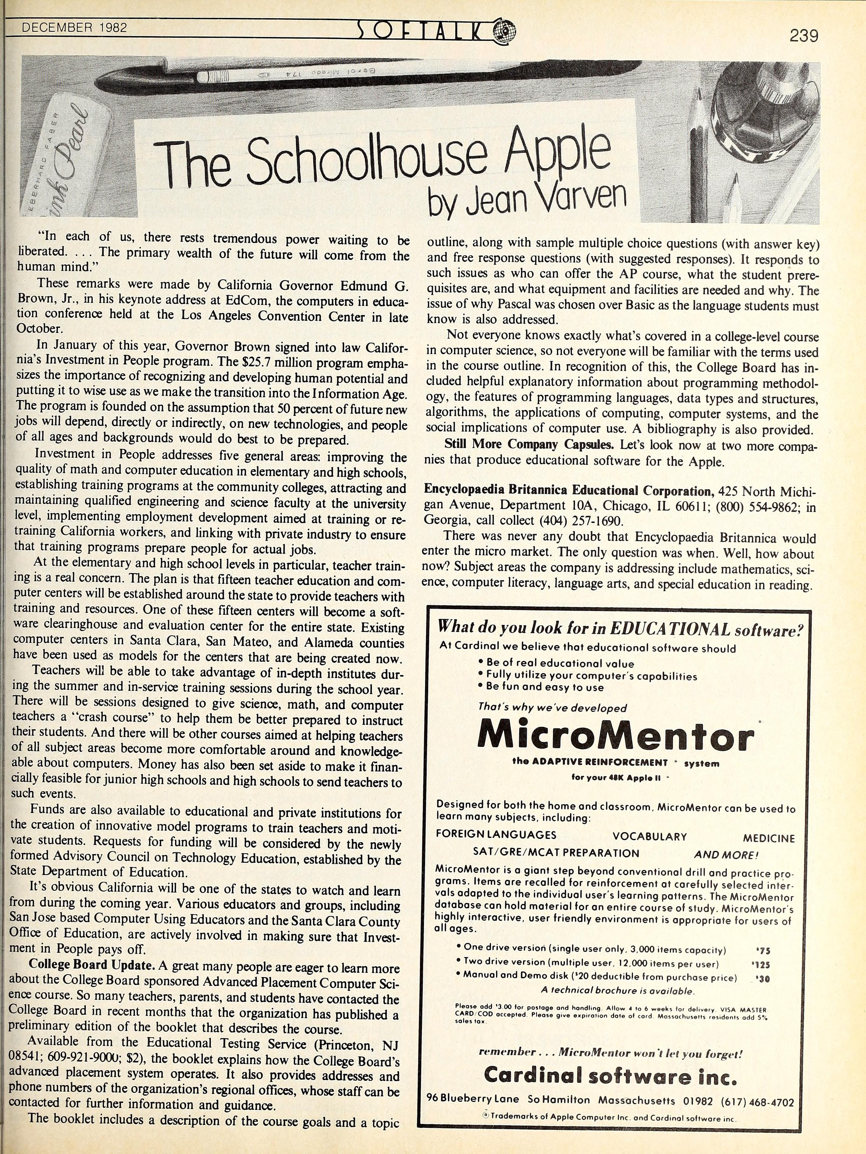 DECEMBER 1982
SOFTALK
239
Berol Mirado 174
EBERHARD FABER
ink Pearl
The Schoolhouse Apple
by Jean Varven
"In each of us, there rests tremendous power waiting to be
liberated. . . . The primary wealth of the future will come from the
human mind."
These remarks were made by California Governor Edmund G.
Brown, Jr., in his keynote address at EdCom, the computers in educa-
tion conference held at the Los Angeles Convention Center in late
October.
In January of this year, Governor Brown signed into law Califor-
nia's Investment in People program. The $25.7 million program empha-
sizes the importance of recognizing and developing human potential and
putting it to wise use as we make the transition into the Information Age.
The program is founded on the assumption that 50 percent of future new
jobs will depend, directly or indirectly, on new technologies, and people
of all ages and backgrounds would do best to be prepared.
Investment in People addresses five general areas: improving the
quality of math and computer education in elementary and high schools,
establishing training programs at the community colleges, attracting and
maintaining qualified engineering and science faculty at the university
level, implementing employment development aimed at training or re-
training California workers, and linking with private industry to ensure
that training programs prepare people for actual jobs.
At the elementary and high school levels in particular, teacher train-
ing is a real concern. The plan is that fifteen teacher education and com-
puter centers will be established around the state to provide teachers with
training and resources. One of these fifteen centers will become a soft-
ware clearinghouse and evaluation center for the entire state. Existing
computer centers in Santa Clara, San Mateo, and Alameda counties
have been used as models for the centers that are being created now.
Teachers will be able to take advantage of in-depth institutes dur-
ing the summer and in-service training sessions during the school year.
There will be sessions designed to give science, math, and computer
teachers a "crash course" to help them be better prepared to instruct
their students. And there will be other courses aimed at helping teachers
of all subject areas become more comfortable around and knowledge-
able about computers. Money has also been set aside to make it finan-
cially feasible for junior high schools and high schools to send teachers to
such events.
Funds are also available to educational and private institutions for
the creation of innovative model programs to train teachers and moti-
vate students. Requests for funding will be considered by the newly
formed Advisory Council on Technology Education, established by the
State Department of Education.
It's obvious California will be one of the states to watch and learn
from during the coming year. Various educators and groups, including
San Jose based Computer Using Educators and the Santa Clara County
Office of Education, are actively involved in making sure that Invest-
ment in People pays off.
College Board Update. A great many people are eager to learn more
about the College Board sponsored Advanced Placement Computer Sci-
ence course. So many teachers, parents, and students have contacted the
College Board in recent months that the organization has published a
preliminary edition of the booklet that describes the course.
Available from the Educational Testing Service (Princeton, NJ
08541; 609-921-9000; $2), the booklet explains how the College Board's
advanced placement system operates. It also provides addresses and
phone numbers of the organization's regional offices, whose staff can be
contacted for further information and guidance.
The booklet includes a description of the course goals and a topic
outline, along with sample multiple choice questions (with answer key)
and free response questions (with suggested responses). It responds to
such issues as who can offer the AP course, what the student prere-
quisites are, and what equipment and facilities are needed and why. The
issue of why Pascal was chosen over Basic as the language students must
know is also addressed.
Not everyone knows exactly what's covered in a college-level course
in computer science, so not everyone will be familiar with the terms used
in the course outline. In recognition of this, the College Board has in-
cluded helpful explanatory information about programming methodol-
ogy, the features of programming languages, data types and structures,
algorithms, the applications of computing, computer systems, and the
social implications of computer use. A bibliography is also provided.
Still More Company Capsules. Let's look now at two more compa-
nies that produce educational software for the Apple.
Encyclopaedia Britannica Educational Corporation, 425 North Michi-
gan Avenue, Department 10A, Chicago, IL 60611; (800) 554-9862; in
Georgia, call collect (404) 257-1690.
There was never any doubt that Encyclopaedia Britannica would
enter the micro market. The only question was when. Well, how about
now? Subject areas the company is addressing include mathematics, sci-
ence, computer literacy, language arts, and special education in reading.
What do you look for in EDUCATIONAL software?
At Cardinal we believe that educational software should
• Be of real educational value
• Fully utilize your computer's capabilities
• Be fun and easy to use
That's why we've developed
MicroMentor
the ADAPTIVE REINFORCEMENT system
for your 48K Apple II
Designed for both the home and classroom, MicroMentor can be used to
learn many subjects, including:
FOREIGN LANGUAGES VOCABULARY MEDICINE
SAT/GRE/MCAT PREPARATION AND MORE!
MicroMentor is a giant step beyond conventional drill and practice pro-
grams. Items are recalled for reinforcement at carefully selected inter-
vals adapted to the individual user's learning patterns. The MicroMentor
database can hold material for an entire course of study. MicroMentor's
highly interactive, user friendly environment is appropriate for users of
all ages.
• One drive version (single user only, 3,000 items capacity) $75
• Two drive version (multiple user, 12,000 items per user) $125
• Manual and Demo disk ($20 deductible from purchase price) $30
A technical brochure is available.
Please add $3.00 for postage and handling. Allow 4 to 6 weeks for delivery. VISA MASTER
CARD COD accepted. Please give expiration date of card. Massachusetts residents add 5%
sales tax.
remember . . . MicroMentor won't let you forget!
Cardinal software inc.
96 Blueberry Lane So Hamilton Massachusetts 01982 (617) 468-4702
® Trademarks of Apple Computer Inc. and Cardinal software inc.